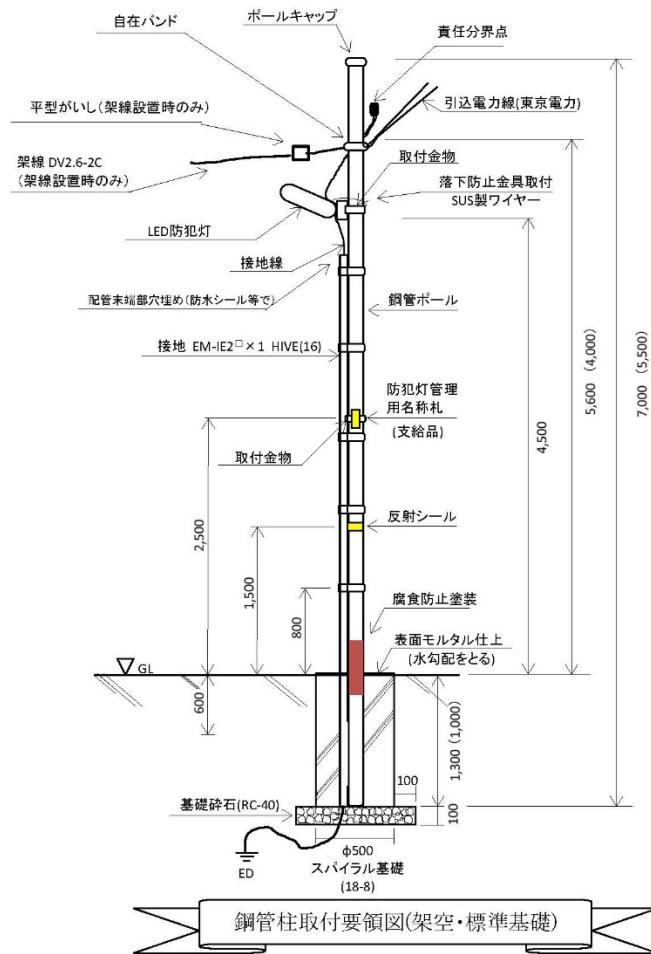 ポールキャップ
自在バンド
責任分界点
平型がいし(架線設置時のみ)
引込電力線(東京電力)
架線 DV2.6-2C
(架線設置時のみ)
取付金物
落下防止金具取付
SUS製ワイヤー
LED防犯灯
接地線
配管末端部穴埋め(防水シール等で)
鋼管ポール
接地 EM-IE2□×1 HIVE(16)
防犯灯管理
用名称札
(支給品)
取付金物
反射シール
腐食防止塗装
表面モルタル仕上
(水勾配をとる)
2,500
1,500
800
4,500
5,600 (4,000)
7,000 (5,500)
GL
600
1,300 (1,000)
100
100
基礎砕石(RC-40)
ED
φ500
スパイラル基礎
(18-8)
鋼管柱取付要領図(架空・標準基礎)